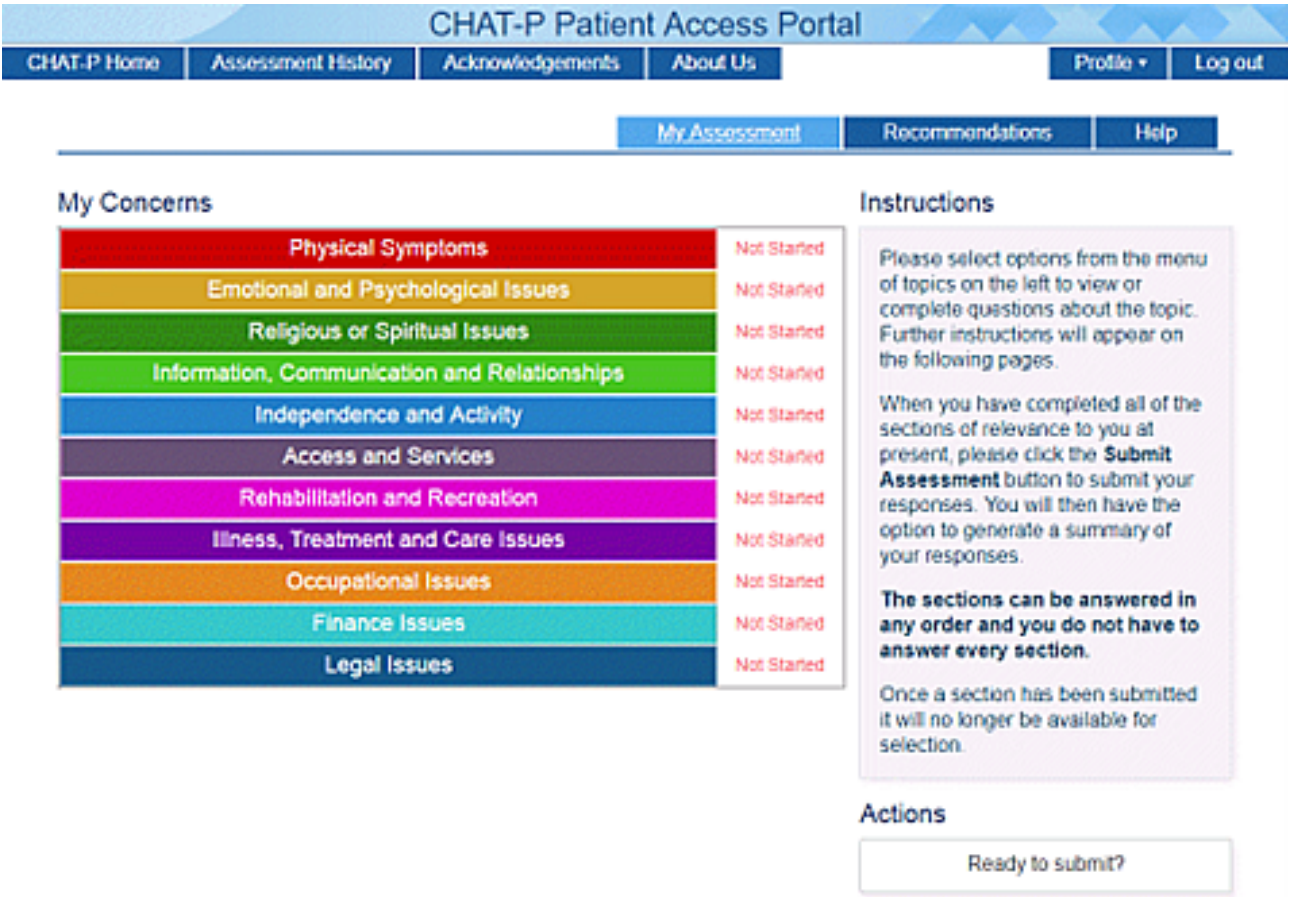 CHAT-P Patient Access Portal
CHAT-P Home Assessment History Acknowledgements About Us Profile Log out
My Assessment Recommendations Help
My Concerns
Physical Symptoms Not Started
Emotional and Psychological Issues Not Started
Religious or Spiritual Issues Not Started
Information, Communication and Relationships Not Started
Independence and Activity Not Started
Access and Services Not Started
Rehabilitation and Recreation Not Started
Illness, Treatment and Care Issues Not Started
Occupational Issues Not Started
Finance Issues Not Started
Legal Issues Not Started
Instructions
Please select options from the menu
of topics on the left to view or
complete questions about the topic.
Further instructions will appear on
the following pages.
When you have completed all of the
sections of relevance to you at
present, please click the Submit
Assessment button to submit your
responses. You will then have the
option to generate a summary of
your responses.
The sections can be answered in
any order and you do not have to
answer every section.
Once a section has been submitted
it will no longer be available for
selection.
Actions
Ready to submit?